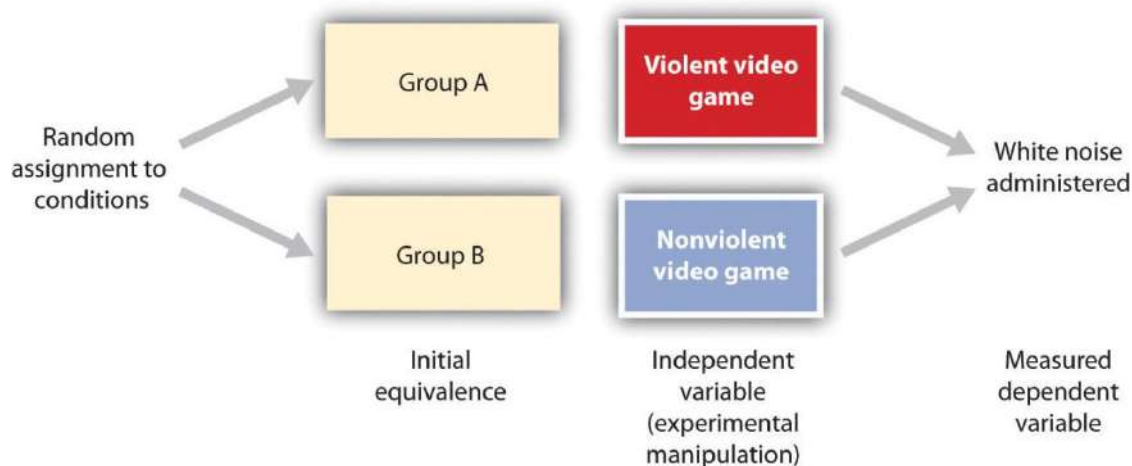 Random
assignment to
conditions
Group A
Group B
Violent video
game
Nonviolent
video game
White noise
administered
Initial
equivalence
Independent
variable
(experimental
manipulation)
Measured
dependent
variable